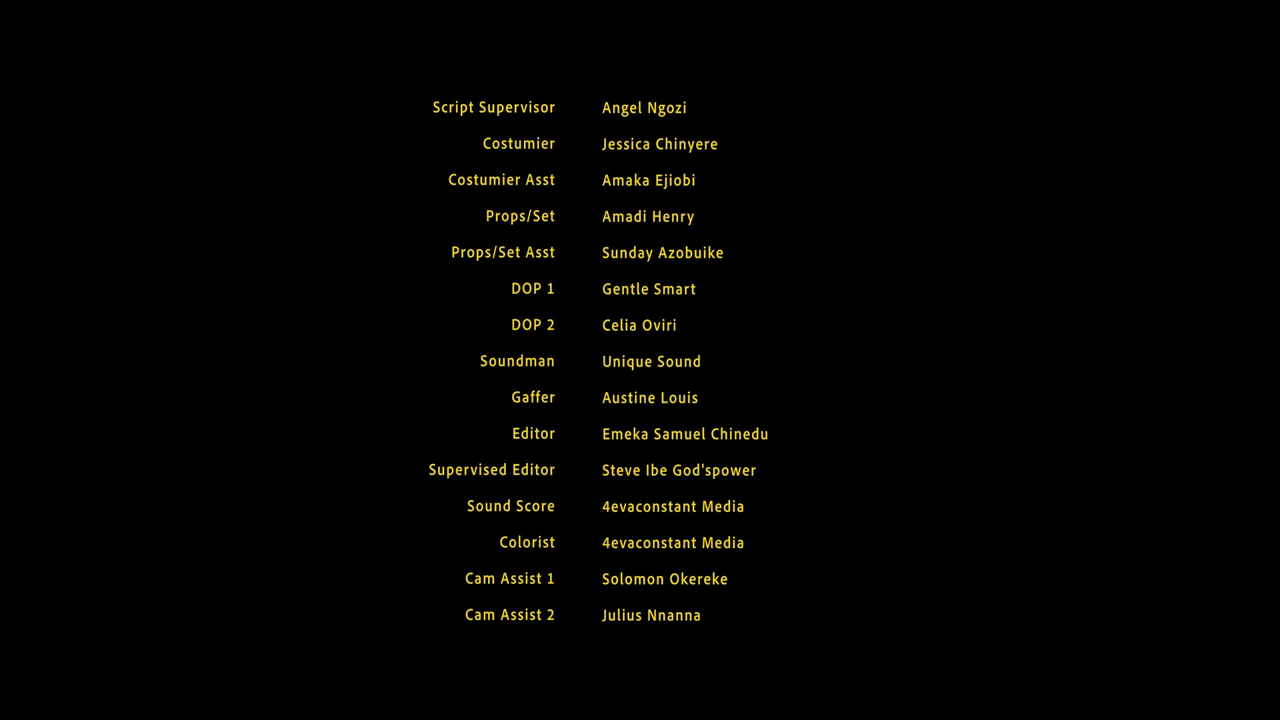 Script Supervisor Angel Ngozi
Costumier Jessica Chinyere
Costumier Asst Amaka Ejiobi
Props/Set Amadi Henry
Props/Set Asst Sunday Azobuike
DOP 1 Gentle Smart
DOP 2 Celia Oviri
Soundman Unique Sound
Gaffer Austine Louis
Editor Emeka Samuel Chinedu
Supervised Editor Steve Ibe God'spower
Sound Score 4evaconstant Media
Colorist 4evaconstant Media
Cam Assist 1 Solomon Okereke
Cam Assist 2 Julius Nnanna